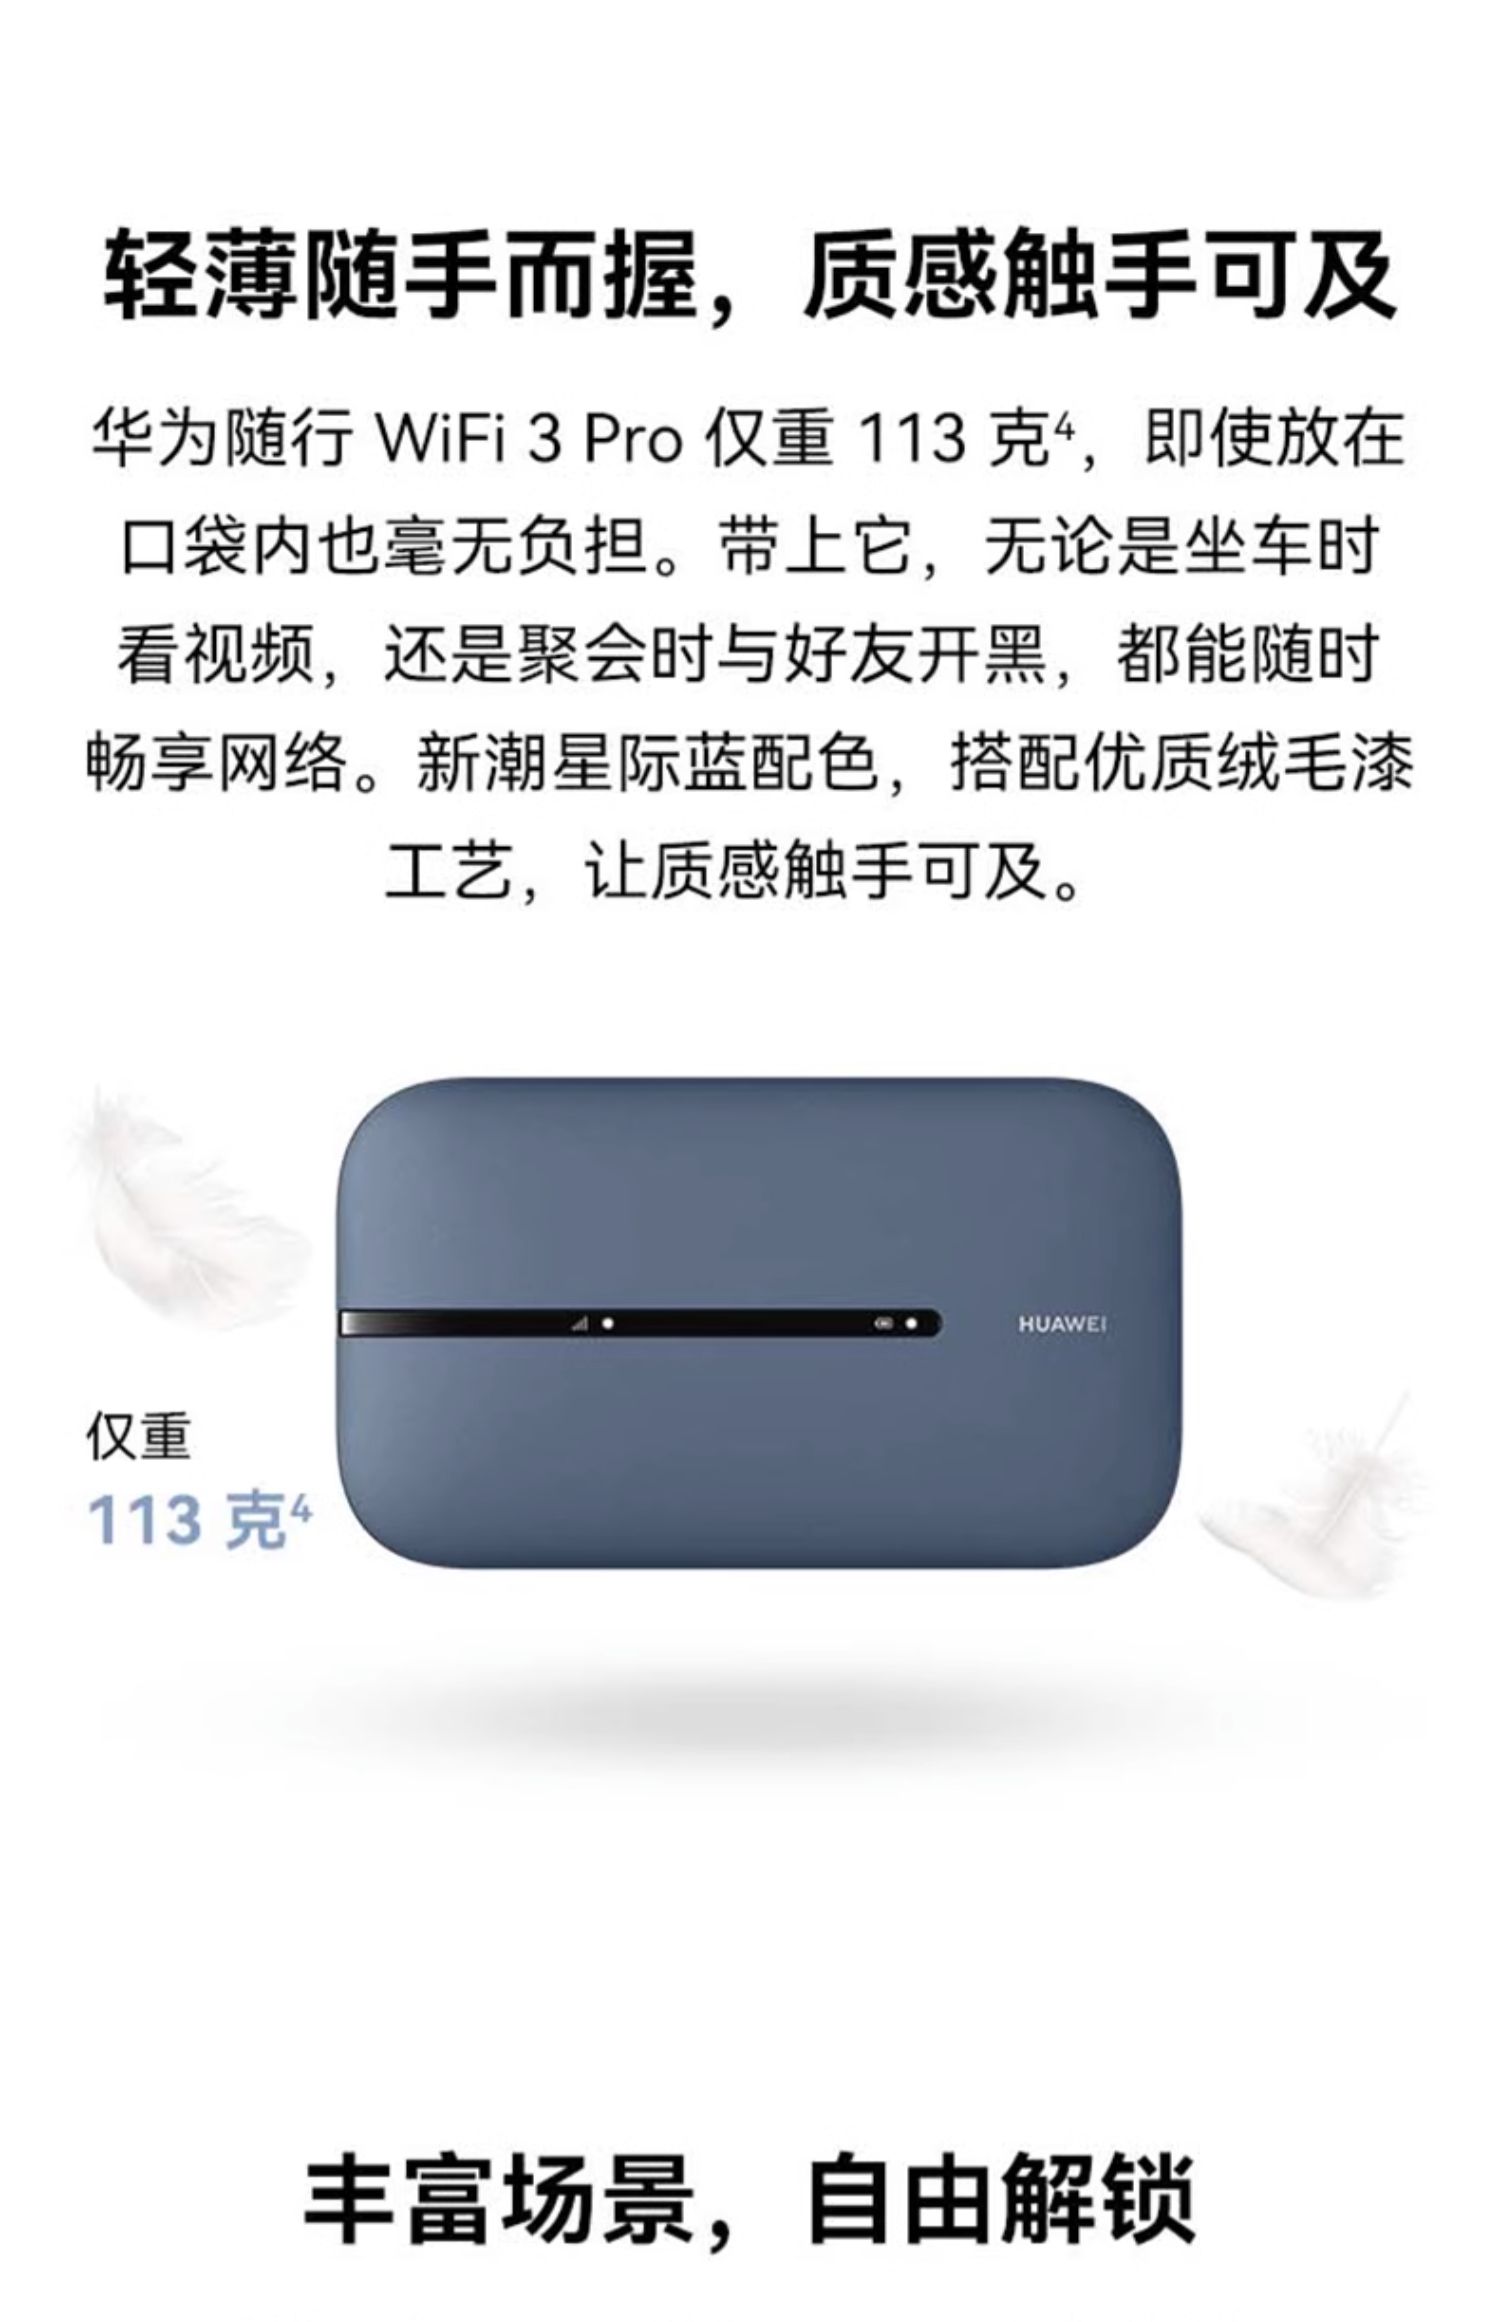 轻薄随手而握，质感触手可及
华为随行 WiFi 3 Pro 仅重 113 克⁴，即使放在
口袋内也毫无负担。带上它，无论是坐车时
看视频，还是聚会时与好友开黑，都能随时
畅享网络。新潮星际蓝配色，搭配优质绒毛漆
工艺，让质感触手可及。
HUAWEI
仅重
113 克⁴
丰富场景，自由解锁